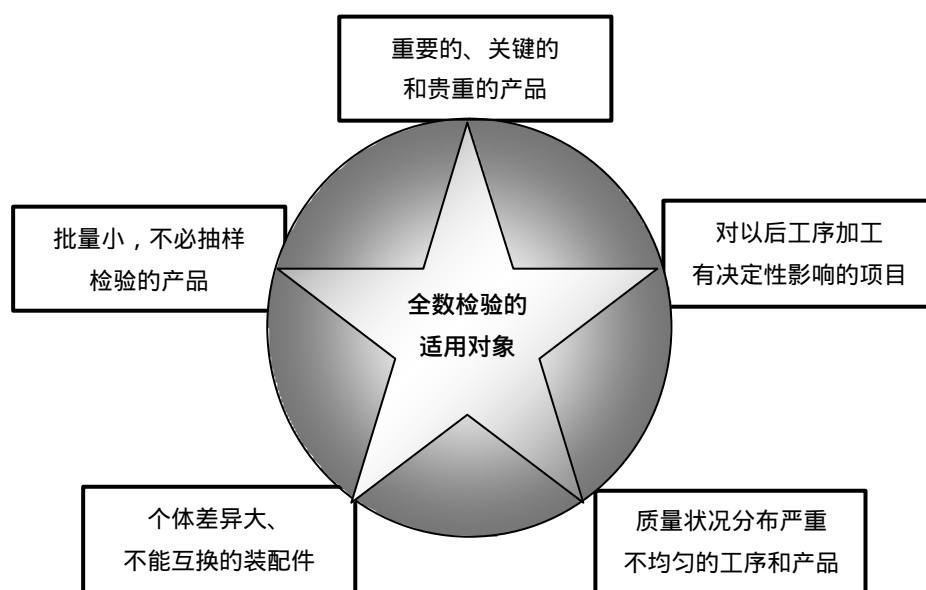 重要的、关键的
和贵重的产品
批量小，不必抽样
检验的产品
对以后工序加工
有决定性影响的项目
全数检验的
适用对象
个体差异大、
不能互换的装配件
质量状况分布严重
不均匀的工序和产品